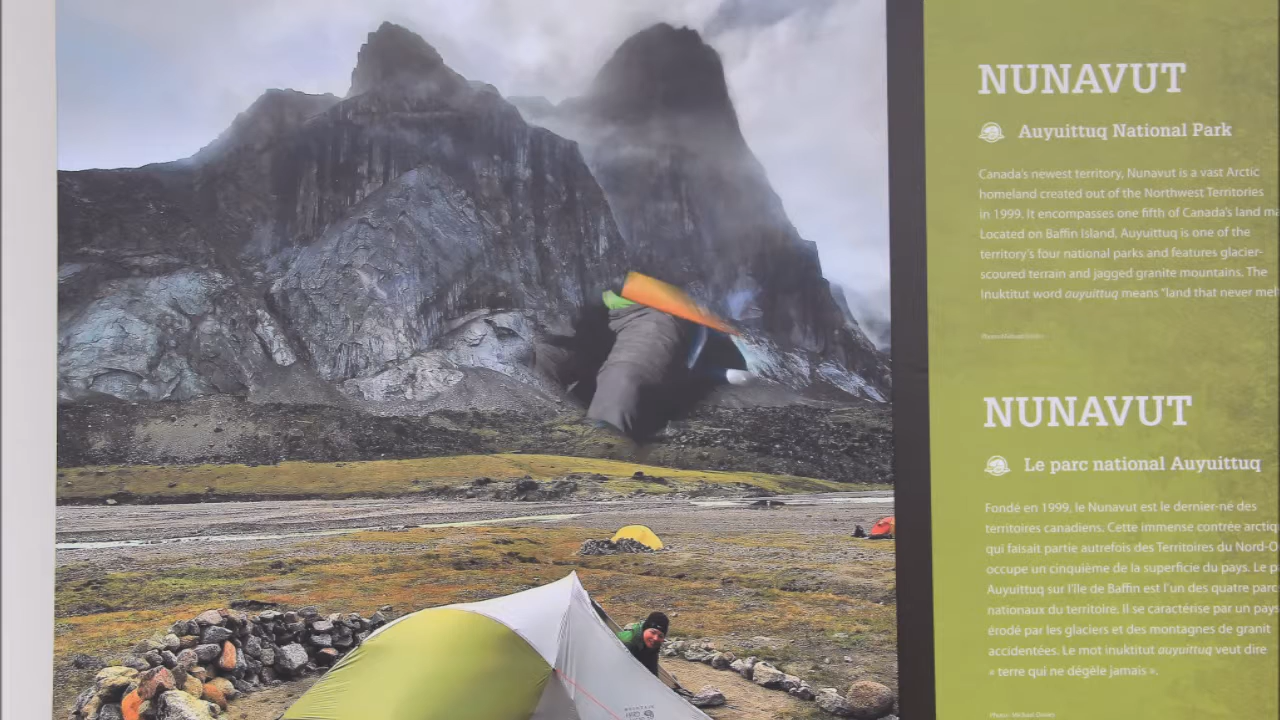 NUNAVUT
Auyuittuq National Park
Canada's newest territory, Nunavut is a vast Arctic
homeland created out of the Northwest Territories
in 1999. It encompasses one fifth of Canada's land
Located on Baffin Island, Auyuittuq is one of the
territory's four national parks and features glacier-
scoured terrain and jagged granite mountains. The
Inuktitut word auyuittuq means "land that never
NUNAVUT
Le parc national Auyuittuq
Fondé en 1999, le Nunavut est le dernier-né des
territoires canadiens. Cette immense contrée
qui faisait partie autrefois des Territoires du
occupe un cinquième de la superficie du pays. Le
Auyuittuq sur l'île de Baffin est l'un des quatre
nationaux du territoire. Il se caractérise par un
érodé par les glaciers et des montagnes de granit
accidentées. Le mot inuktitut auyuittuq veut dire
« terre qui ne dégèle jamais ».